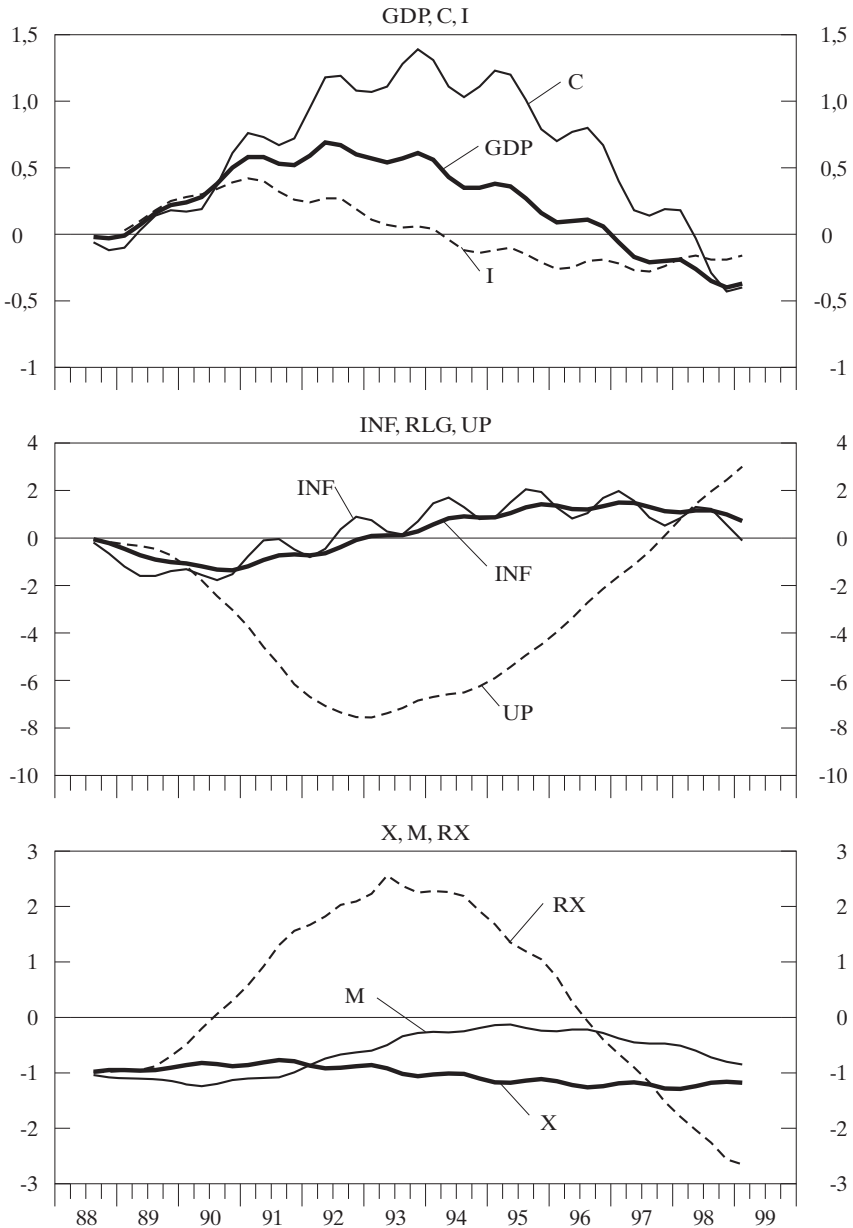 GDP, C, I
1,5 1,5
C
1,0 1,0
GDP
0,5 0,5
0 0
I
-0,5 -0,5
-1 -1
INF, RLG, UP
4 4
INF
2 2
0 0
INF
-2 -2
-4 -4
-6 -6
UP
-8 -8
-10 -10
X, M, RX
3 3
2 2
RX
1 1
M
0 0
-1 -1
X
-2 -2
-3 -3
88 89 90 91 92 93 94 95 96 97 98 99